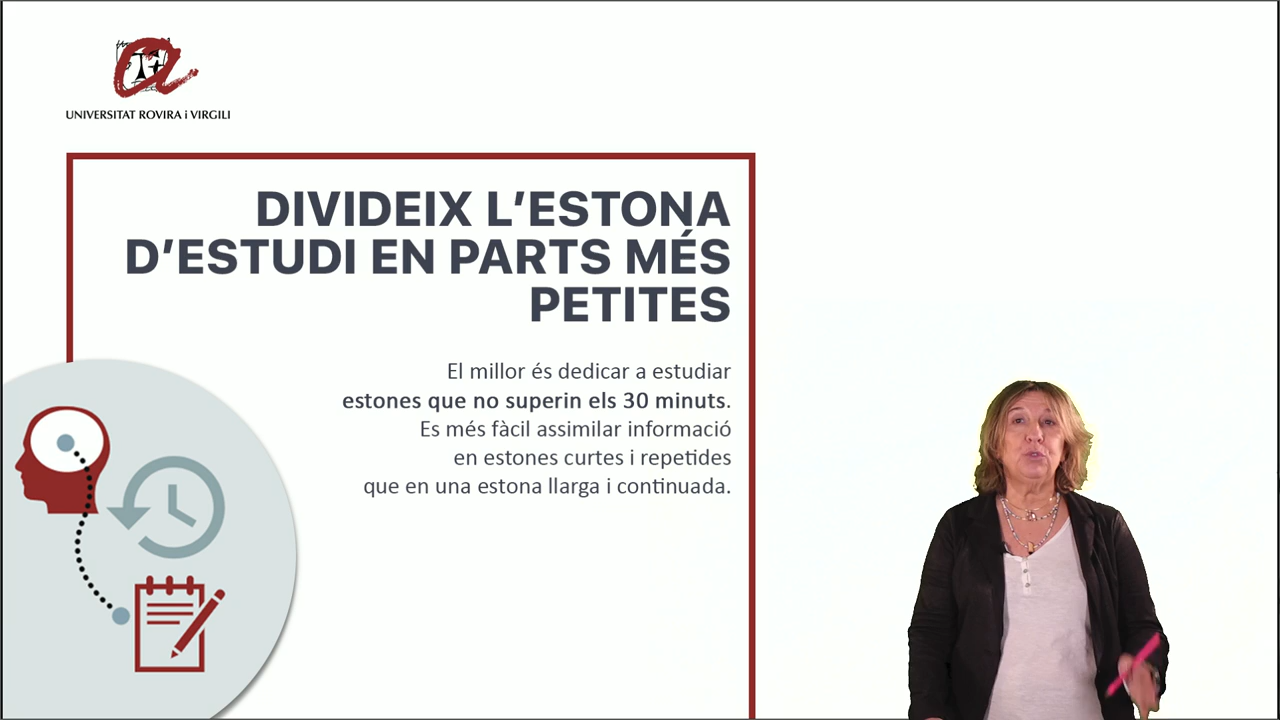 UNIVERSITAT ROVIRA i VIRGILI
DIVIDEIX L’ESTONA
D’ESTUDI EN PARTS MÉS
PETITES
El millor és dedicar a estudiar
estones que no superin els 30 minuts.
Es més fàcil assimilar informació
en estones curtes i repetides
que en una estona llarga i continuada.